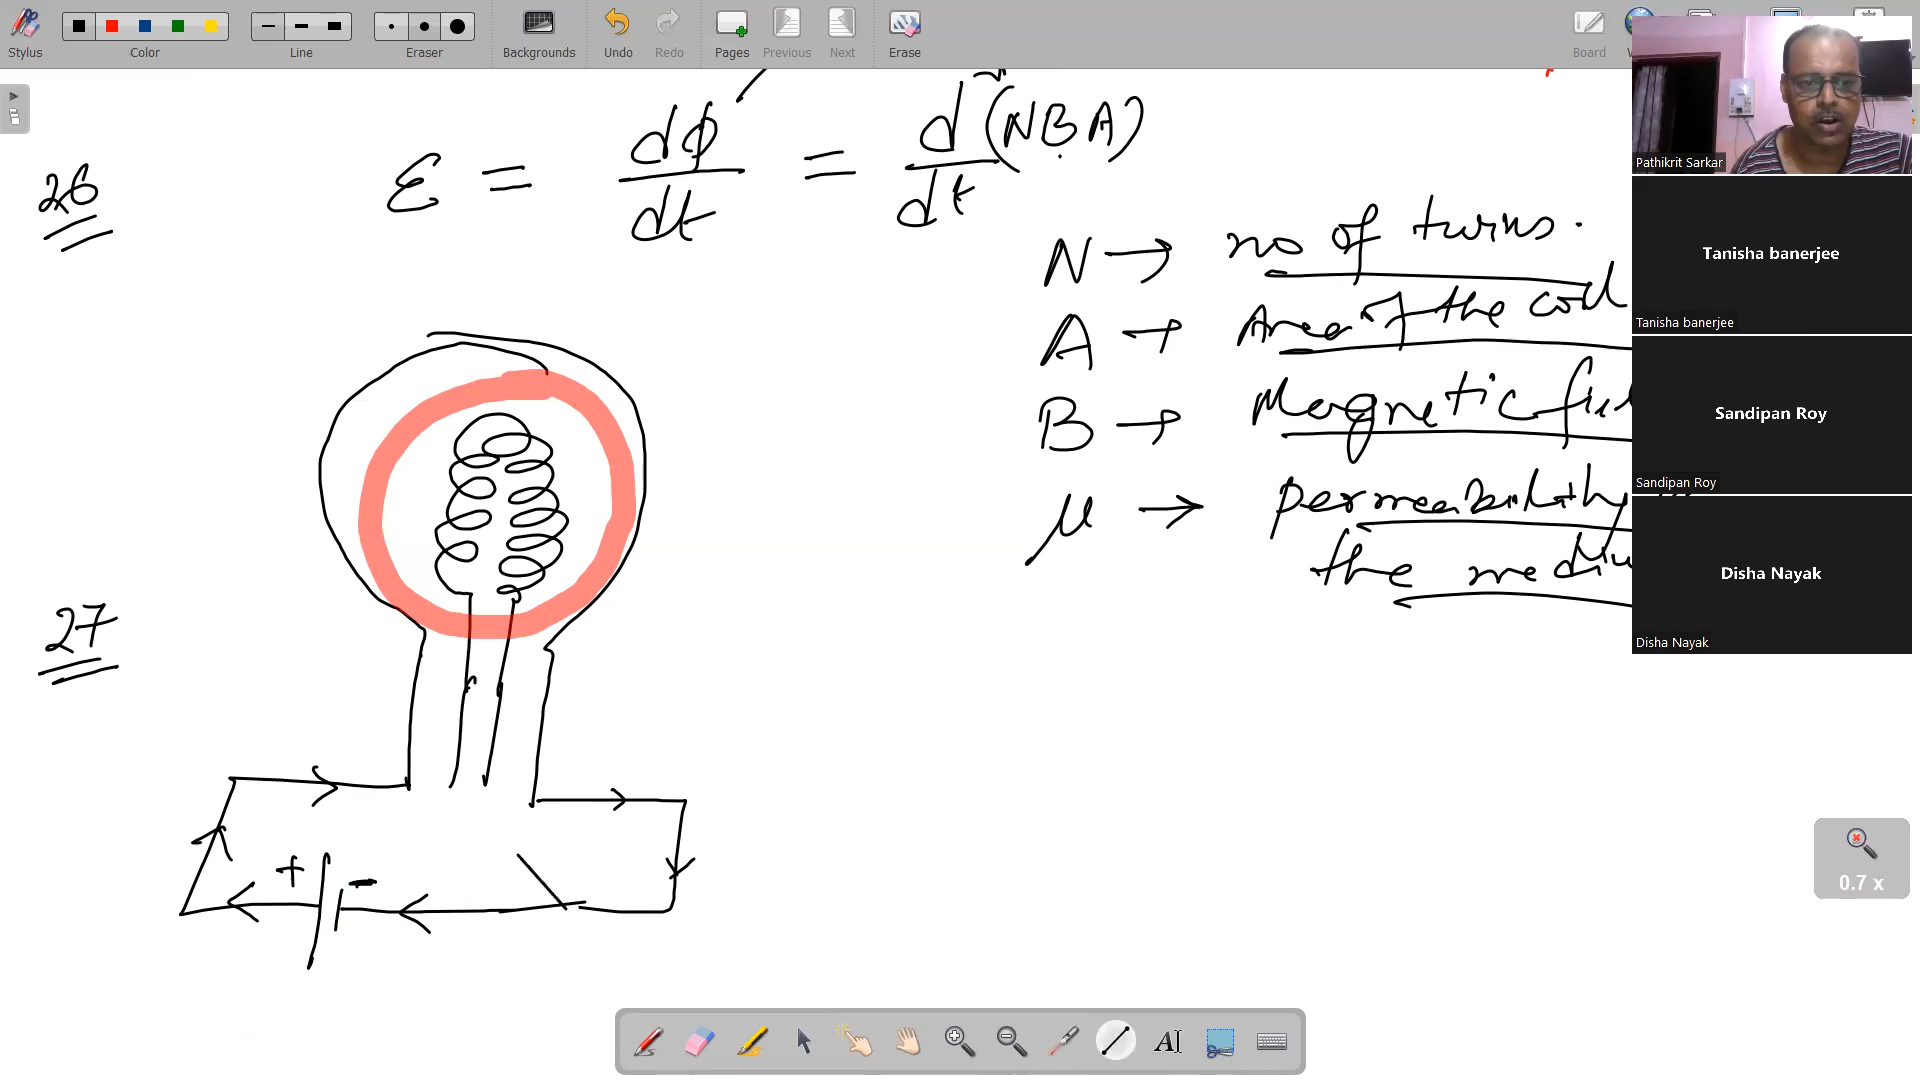 Stylus
Color
Line
Eraser
Backgrounds
Undo
Redo
Pages
Previous
Next
Erase
Board
26
ε = dφ/dt = d/dt (NBA)
N → no of turns.
A → Area of the coil
B → Magnetic fi
μ → permeability
the mediu
27
+ -
Pathikrit Sarkar
Tanisha banerjee
Tanisha banerjee
Sandipan Roy
Sandipan Roy
Disha Nayak
Disha Nayak
0.7 x